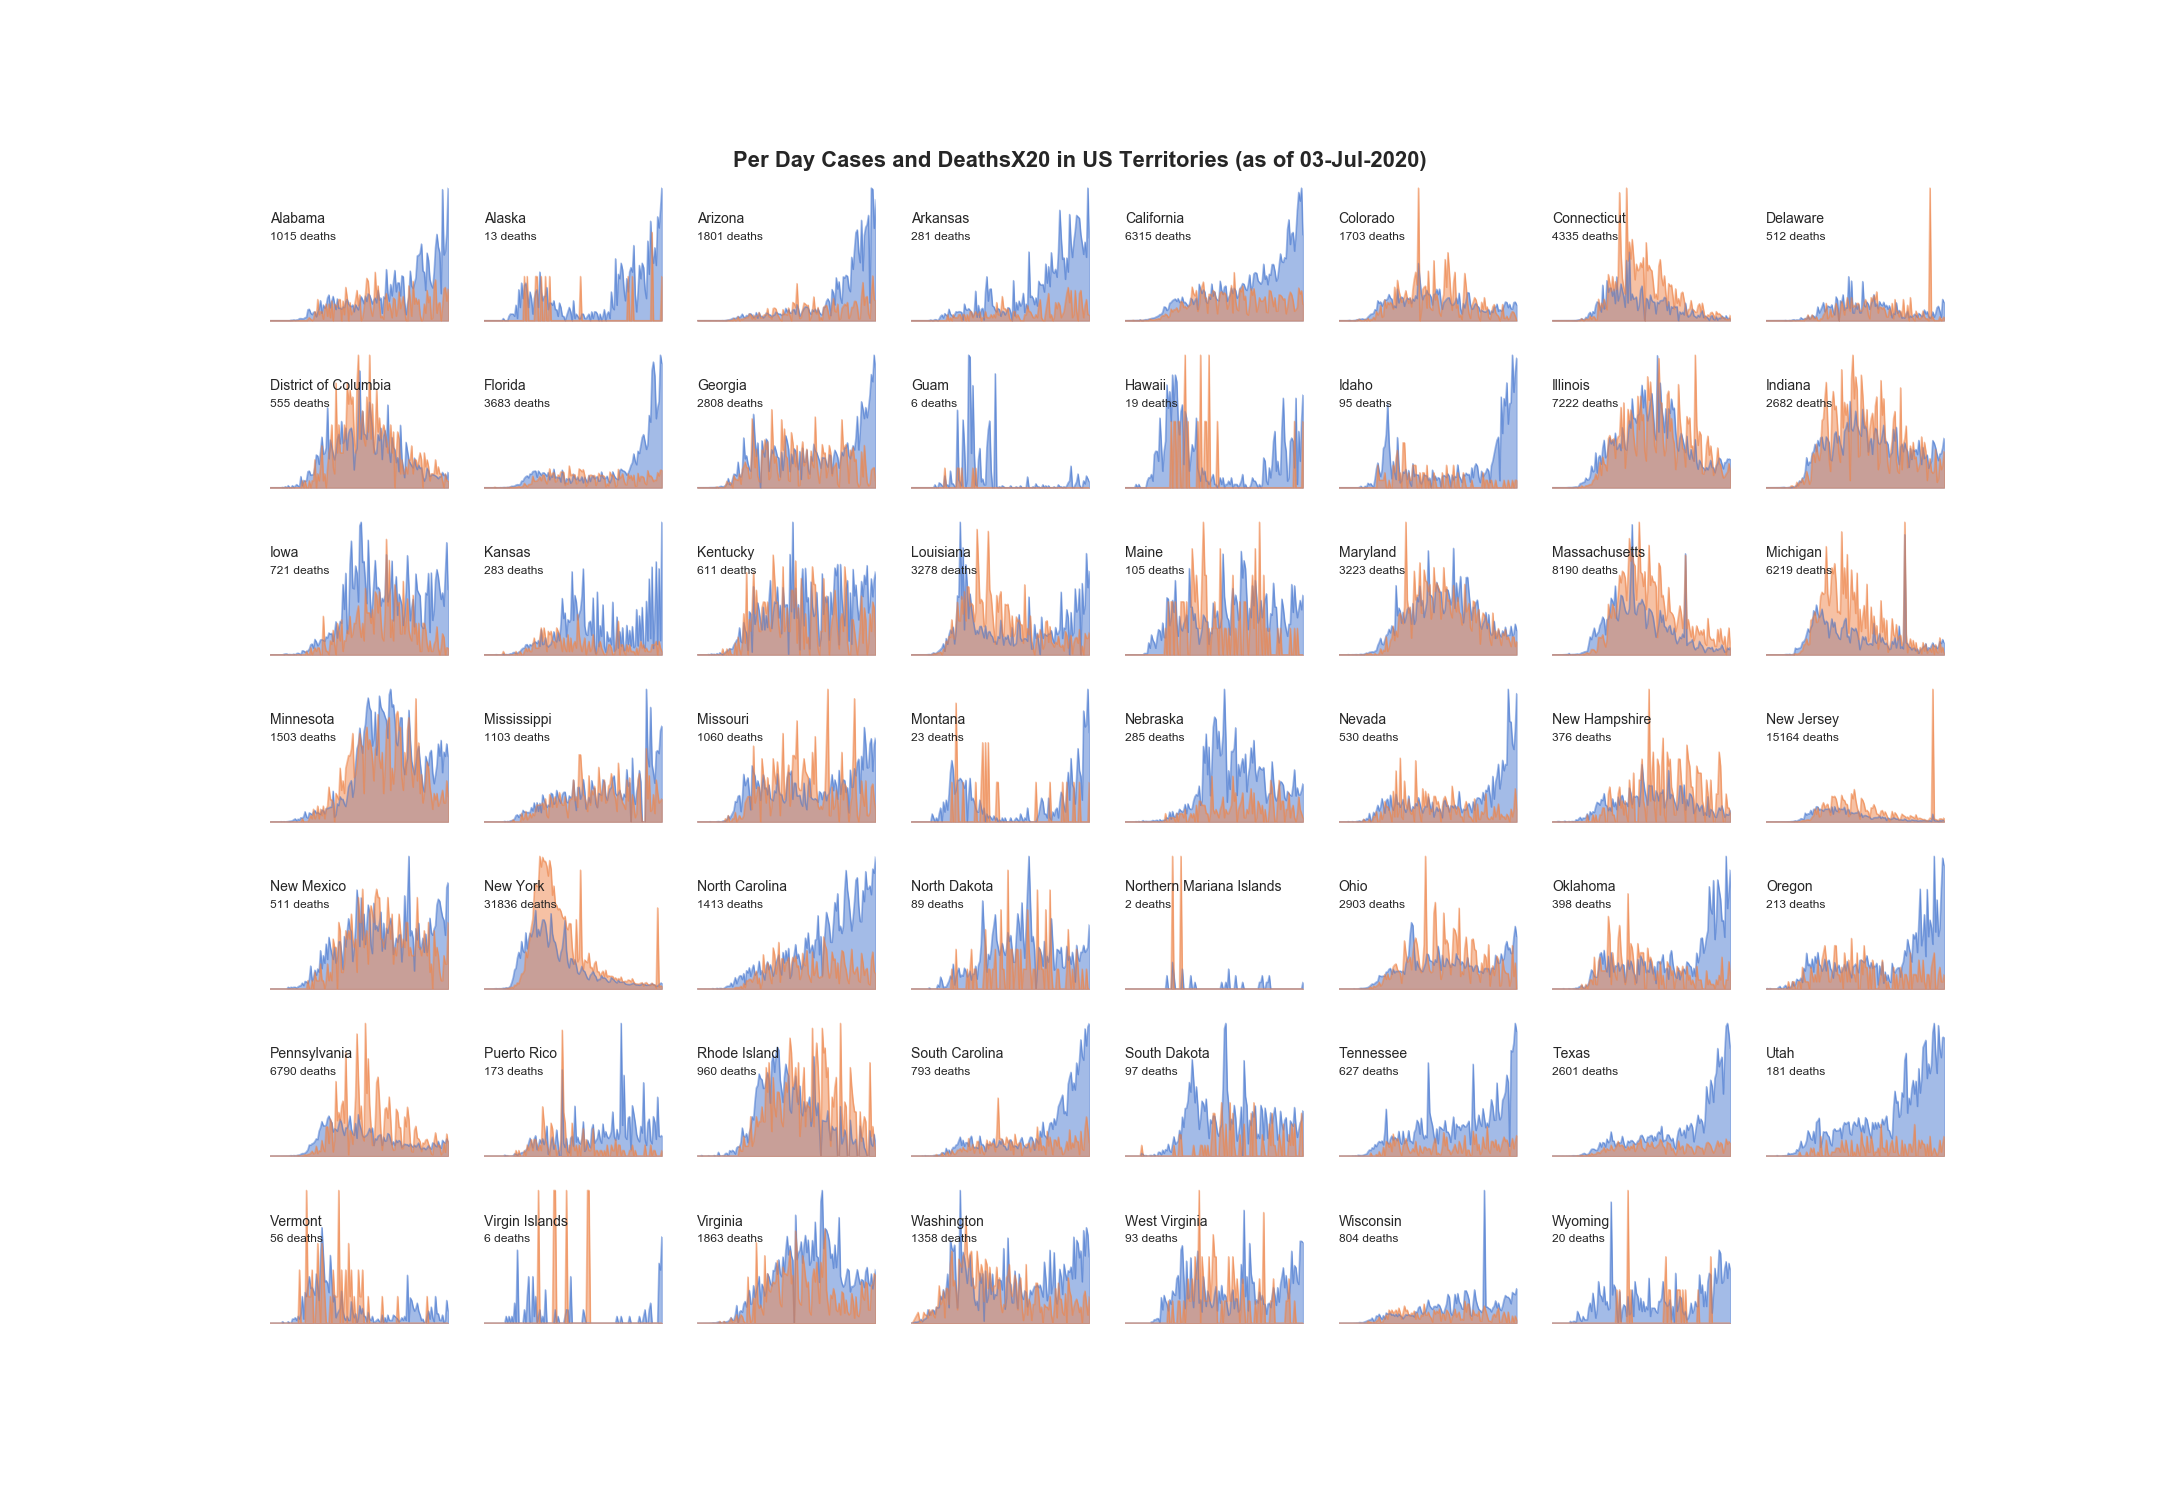 Per Day Cases and DeathsX20 in US Territories (as of 03-Jul-2020)
Alabama
1015 deaths
Alaska
13 deaths
Arizona
1801 deaths
Arkansas
281 deaths
California
6315 deaths
Colorado
1703 deaths
Connecticut
4335 deaths
Delaware
512 deaths
District of Columbia
555 deaths
Florida
3683 deaths
Georgia
2808 deaths
Guam
6 deaths
Hawaii
19 deaths
Idaho
95 deaths
Illinois
7222 deaths
Indiana
2682 deaths
Iowa
721 deaths
Kansas
283 deaths
Kentucky
611 deaths
Louisiana
3278 deaths
Maine
105 deaths
Maryland
3223 deaths
Massachusetts
8190 deaths
Michigan
6219 deaths
Minnesota
1503 deaths
Mississippi
1103 deaths
Missouri
1060 deaths
Montana
23 deaths
Nebraska
285 deaths
Nevada
530 deaths
New Hampshire
376 deaths
New Jersey
15164 deaths
New Mexico
511 deaths
New York
31836 deaths
North Carolina
1413 deaths
North Dakota
89 deaths
Northern Mariana Islands
2 deaths
Ohio
2903 deaths
Oklahoma
398 deaths
Oregon
213 deaths
Pennsylvania
6790 deaths
Puerto Rico
173 deaths
Rhode Island
960 deaths
South Carolina
793 deaths
South Dakota
97 deaths
Tennessee
627 deaths
Texas
2601 deaths
Utah
181 deaths
Vermont
56 deaths
Virgin Islands
6 deaths
Virginia
1863 deaths
Washington
1358 deaths
West Virginia
93 deaths
Wisconsin
804 deaths
Wyoming
20 deaths